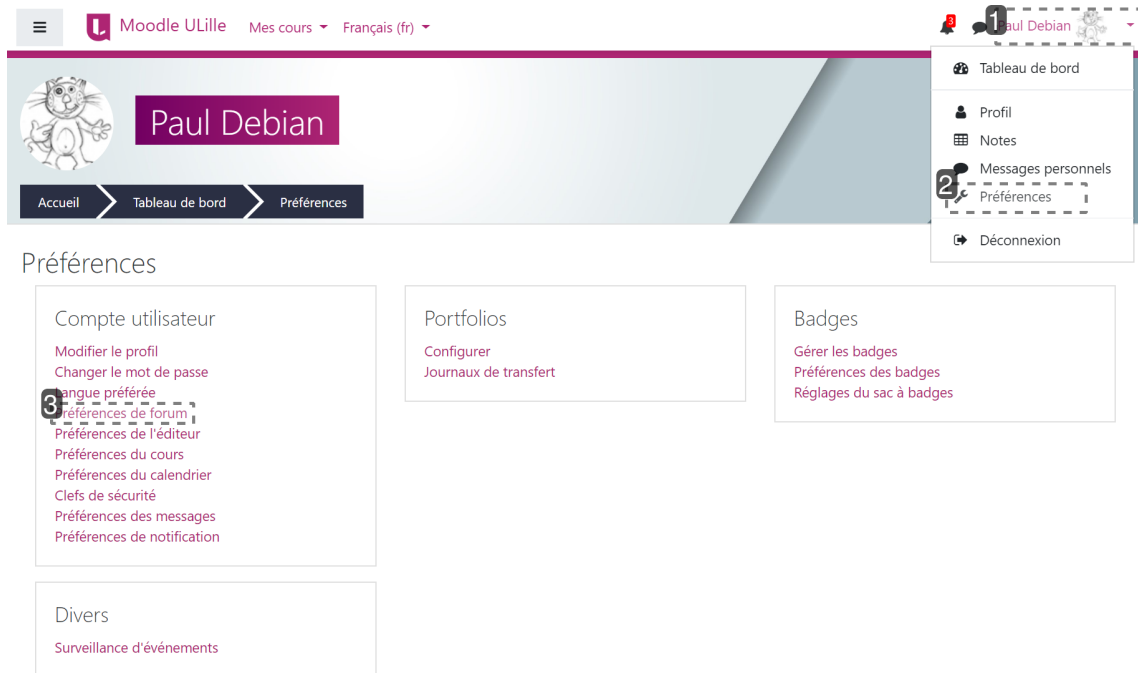 Moodle ULille Mes cours Français (fr) 3 1 Paul Debian
Tableau de bord
Profil
Notes
Messages personnels
2 Préférences
Déconnexion
Paul Debian
Accueil Tableau de bord Préférences
Préférences
Compte utilisateur
Modifier le profil
Changer le mot de passe
Langue préférée
3 Préférences de forum
Préférences de l'éditeur
Préférences du cours
Préférences du calendrier
Clefs de sécurité
Préférences des messages
Préférences de notification
Portfolios
Configurer
Journaux de transfert
Badges
Gérer les badges
Préférences des badges
Réglages du sac à badges
Divers
Surveillance d'événements